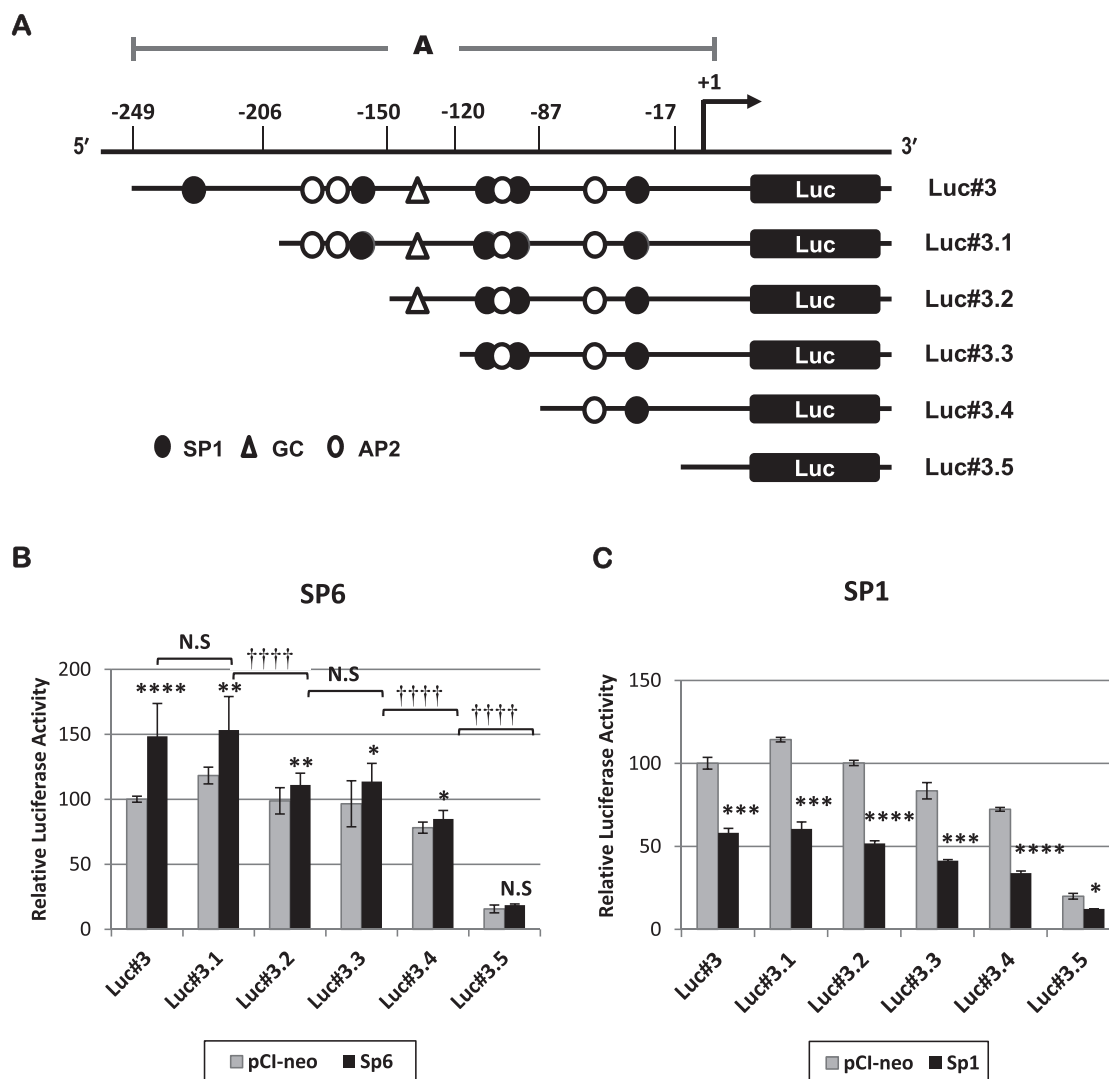 A
A
+1
-249 -206 -150 -120 -87 -17
5′ 3′
Luc Luc#3
Luc Luc#3.1
Luc Luc#3.2
Luc Luc#3.3
Luc Luc#3.4
Luc Luc#3.5
SP1 GC AP2
B
SP6
Relative Luciferase Activity
200
150
100
50
0
N.S †††† N.S †††† ††††
**** ** ** * * N.S
Luc#3 Luc#3.1 Luc#3.2 Luc#3.3 Luc#3.4 Luc#3.5
pCI-neo Sp6
C
SP1
Relative Luciferase Activity
150
100
50
0
*** *** **** *** **** *
Luc#3 Luc#3.1 Luc#3.2 Luc#3.3 Luc#3.4 Luc#3.5
pCI-neo Sp1